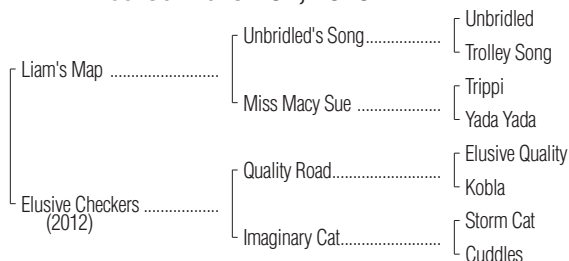 Unbridled
Unbridled's Song....................
Trolley Song
Liam's Map .............................
Trippi
Miss Macy Sue ......................
Yada Yada
Elusive Quality
Quality Road.............................
Kobla
Elusive Checkers ....................
(2012)
Storm Cat
Imaginary Cat...........................
Cuddles